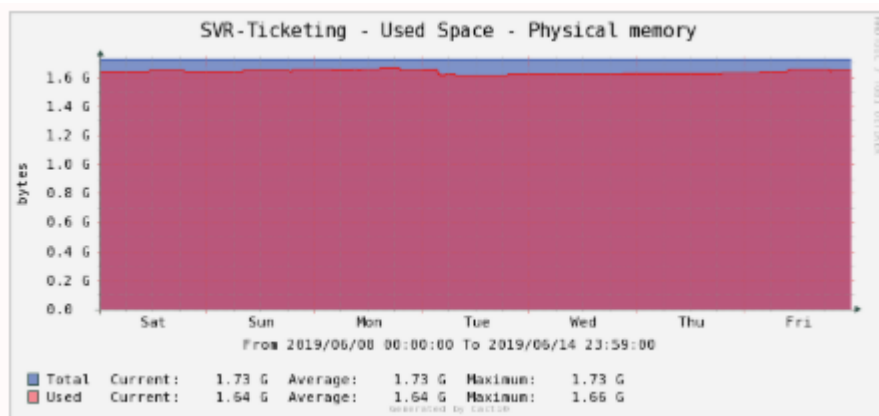 SVR-Ticketing - Used Space - Physical memory
bytes
1.6 G
1.4 G
1.2 G
1.0 G
0.8 G
0.6 G
0.4 G
0.2 G
0.0
Sat Sun Mon Tue Wed Thu Fri
From 2019/06/08 00:00:00 To 2019/06/14 23:59:00
Total Current: 1.73 G Average: 1.73 G Maximum: 1.73 G
Used Current: 1.64 G Average: 1.64 G Maximum: 1.66 G
Generated by Cacti®